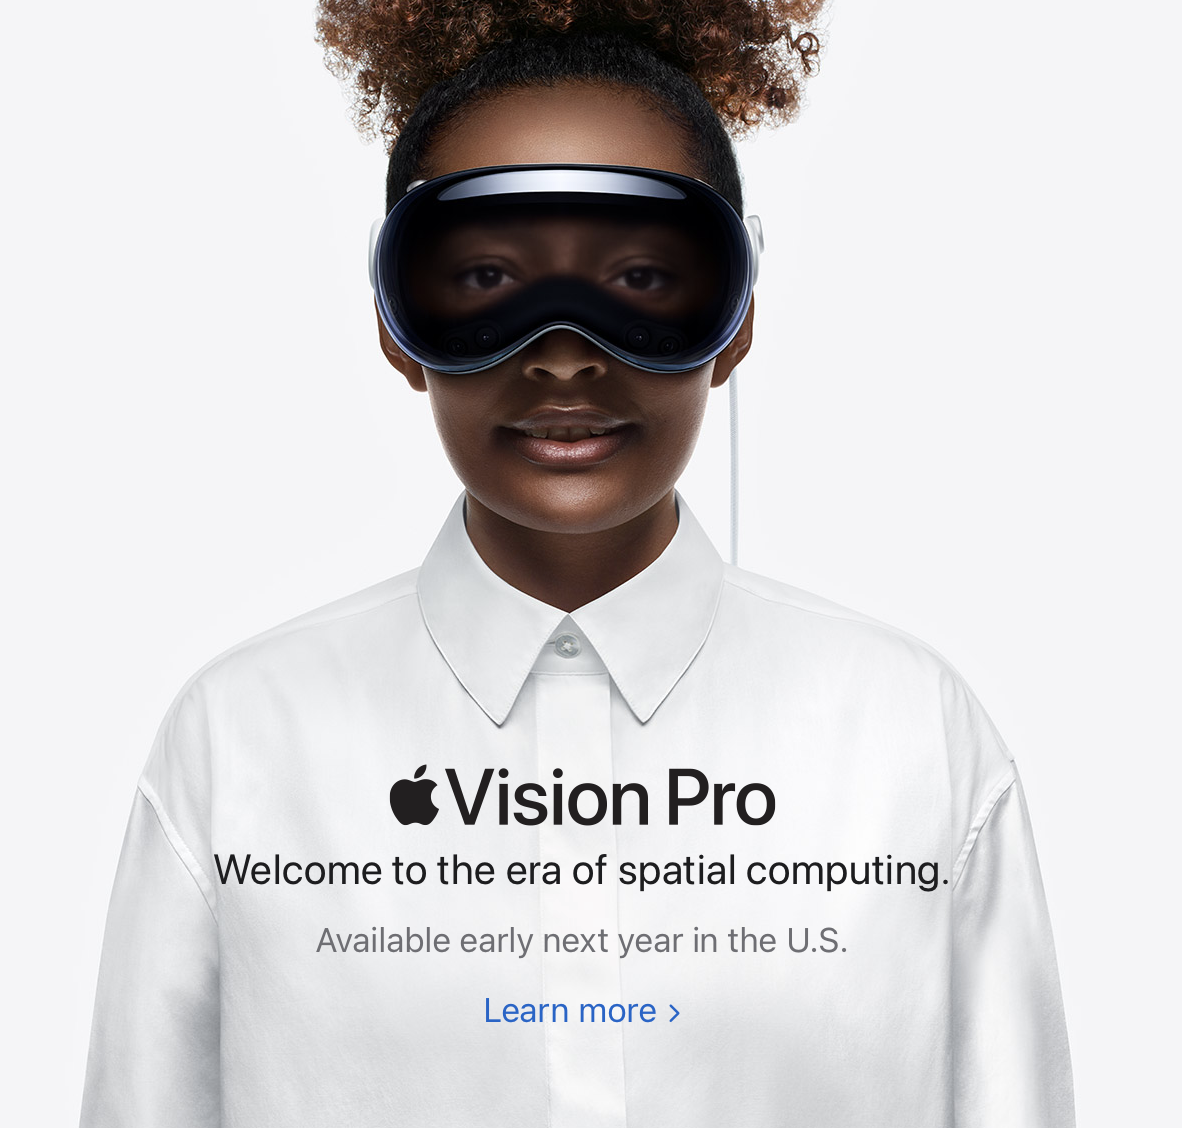 Vision Pro
Welcome to the era of spatial computing.
Available early next year in the U.S.
Learn more >